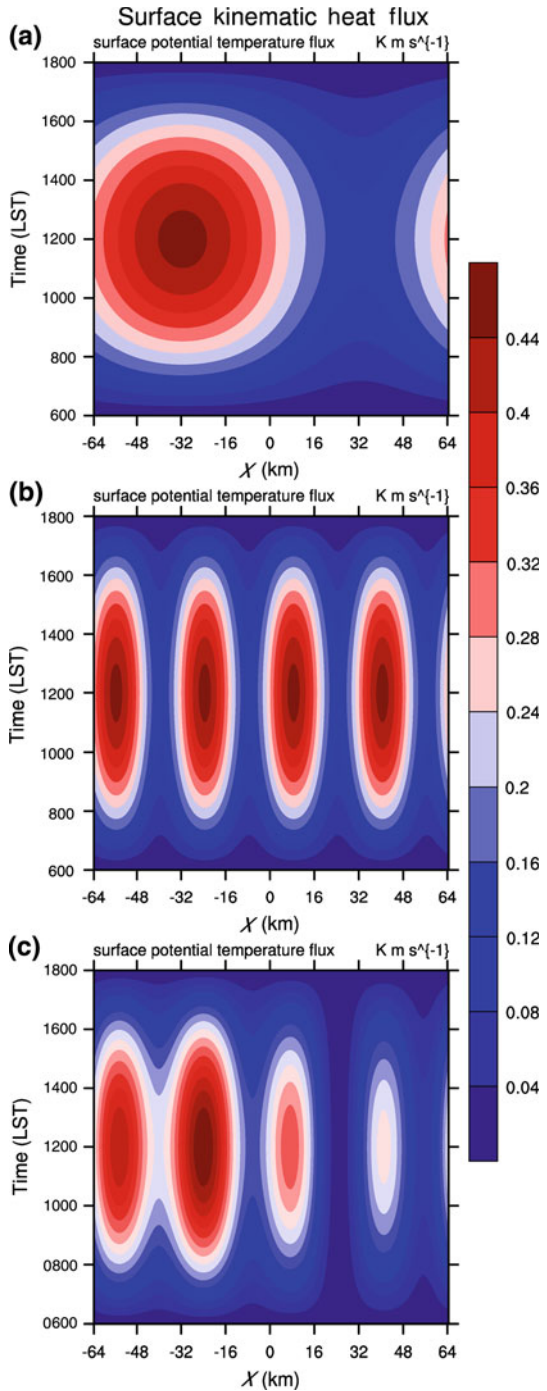 Surface kinematic heat flux
(a)
surface potential temperature flux K m s^{-1}
1800
1600
1400
1200
1000
800
600
Time (LST)
-64 -48 -32 -16 0 16 32 48 64
X (km)
(b)
surface potential temperature flux K m s^{-1}
1800
1600
1400
1200
1000
800
600
Time (LST)
-64 -48 -32 -16 0 16 32 48 64
X (km)
(c)
surface potential temperature flux K m s^{-1}
1800
1600
1400
1200
1000
0800
0600
Time (LST)
-64 -48 -32 -16 0 16 32 48 64
X (km)
0.44
0.4
0.36
0.32
0.28
0.24
0.2
0.16
0.12
0.08
0.04